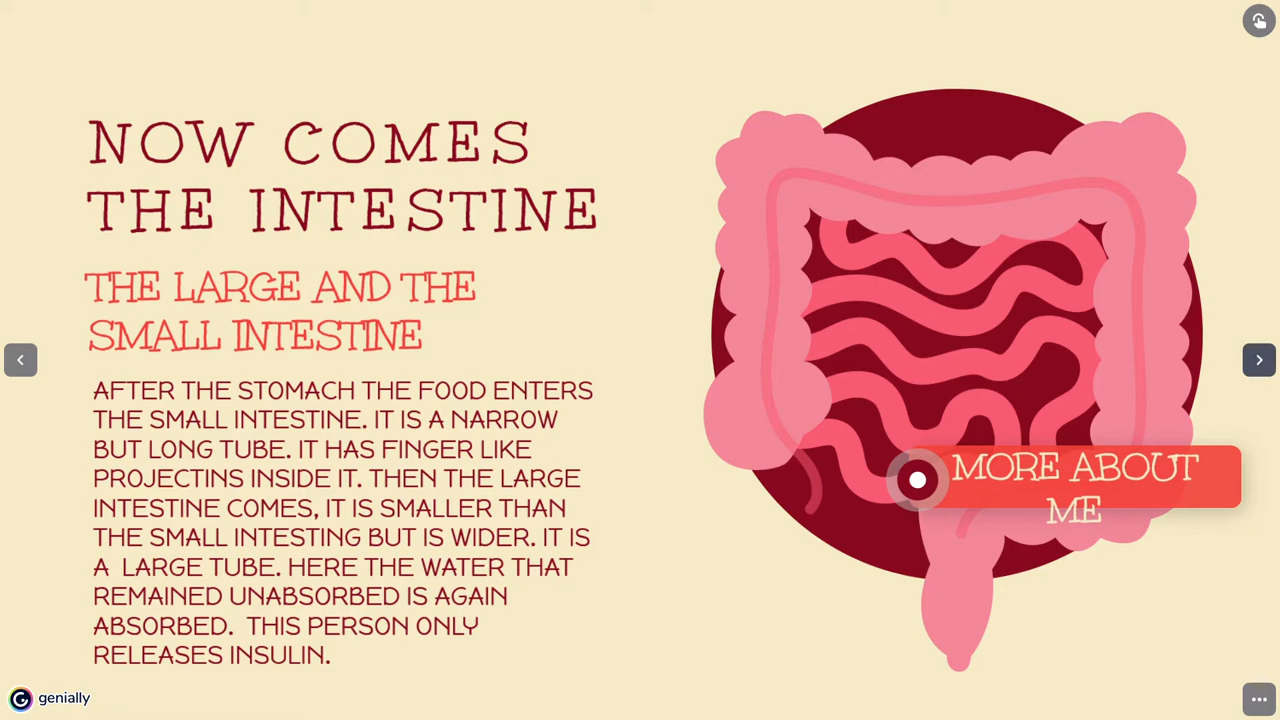 NOW COMES
THE INTESTINE
THE LARGE AND THE
SMALL INTESTINE
AFTER THE STOMACH THE FOOD ENTERS
THE SMALL INTESTINE. IT IS A NARROW
BUT LONG TUBE. IT HAS FINGER LIKE
PROJECTINS INSIDE IT. THEN THE LARGE
INTESTINE COMES, IT IS SMALLER THAN
THE SMALL INTESTING BUT IS WIDER. IT IS
A LARGE TUBE. HERE THE WATER THAT
REMAINED UNABSORBED IS AGAIN
ABSORBED. THIS PERSON ONLY
RELEASES INSULIN.
MORE ABOUT
ME
genially